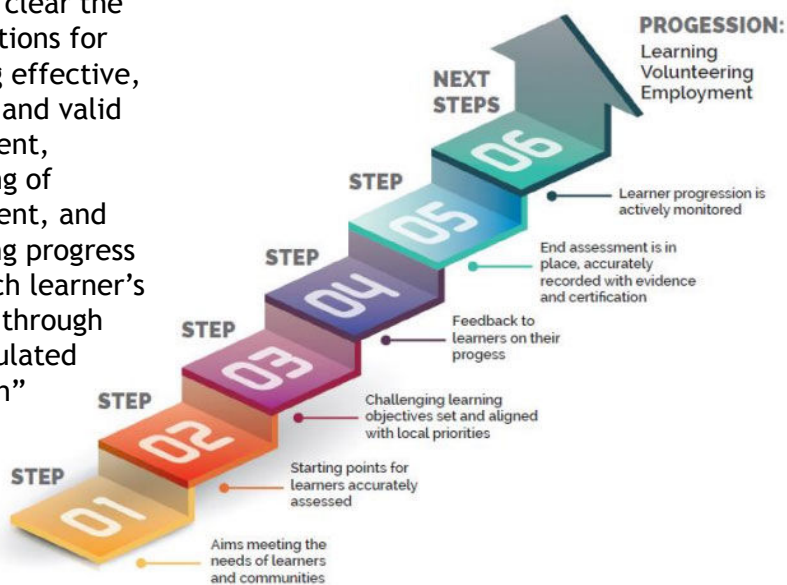 clear the
tions for
g effective,
and valid
ent,
g of
ent, and
ng progress
ch learner's
through
ulated
n”
PROGESSION:
Learning
Volunteering
Employment
NEXT
STEPS
06
Learner progression is
actively monitored
STEP
05
End assessment is in
place, accurately
recorded with evidence
and certification
STEP
04
Feedback to
learners on their
progess
STEP
03
Challenging learning
objectives set and aligned
with local priorities
STEP
02
Starting points for
learners accurately
assessed
STEP
01
Aims meeting the
needs of learners
and communities